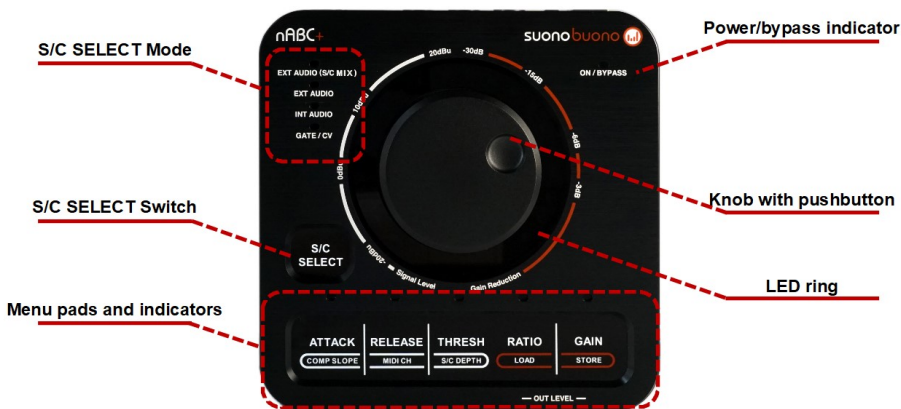 nABC+
suonobuono
Power/bypass indicator
S/C SELECT Mode
EXT AUDIO (S/C MIX)
EXT AUDIO
INT AUDIO
GATE / CV
20dBu
-30dB
-15dB
ON / BYPASS
10dBu
-6dB
0dBu
-3dB
Knob with pushbutton
S/C SELECT Switch
S/C
SELECT
-20dBu
Signal Level
Gain Reduction
LED ring
Menu pads and indicators
ATTACK
RELEASE
THRESH
RATIO
GAIN
COMP SLOPE
MIDI CH
S/C DEPTH
LOAD
STORE
OUT LEVEL